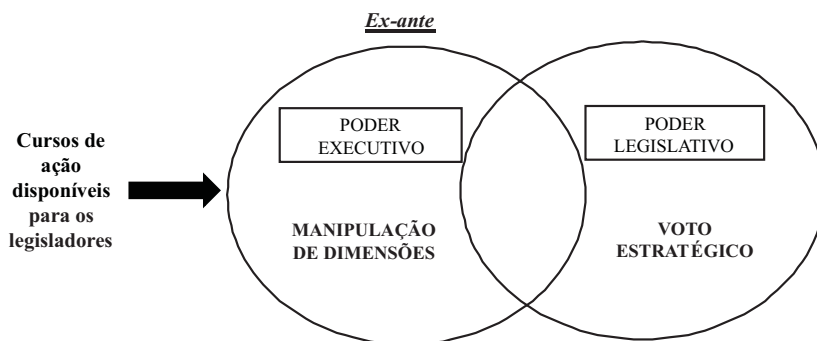 Ex-ante
PODER
EXECUTIVO
PODER
LEGISLATIVO
Cursos de
ação
disponíveis
para os
legisladores
MANIPULAÇÃO
DE DIMENSÕES
VOTO
ESTRATÉGICO